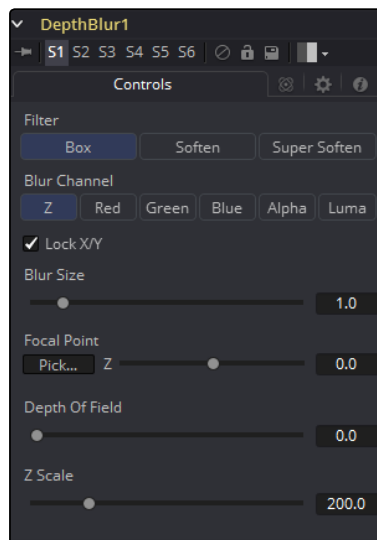 DepthBlur1
S1 S2 S3 S4 S5 S6
Controls
Filter
Box Soften Super Soften
Blur Channel
Z Red Green Blue Alpha Luma
Lock X/Y
Blur Size
1.0
Focal Point
Pick... Z 0.0
Depth Of Field
0.0
Z Scale
200.0